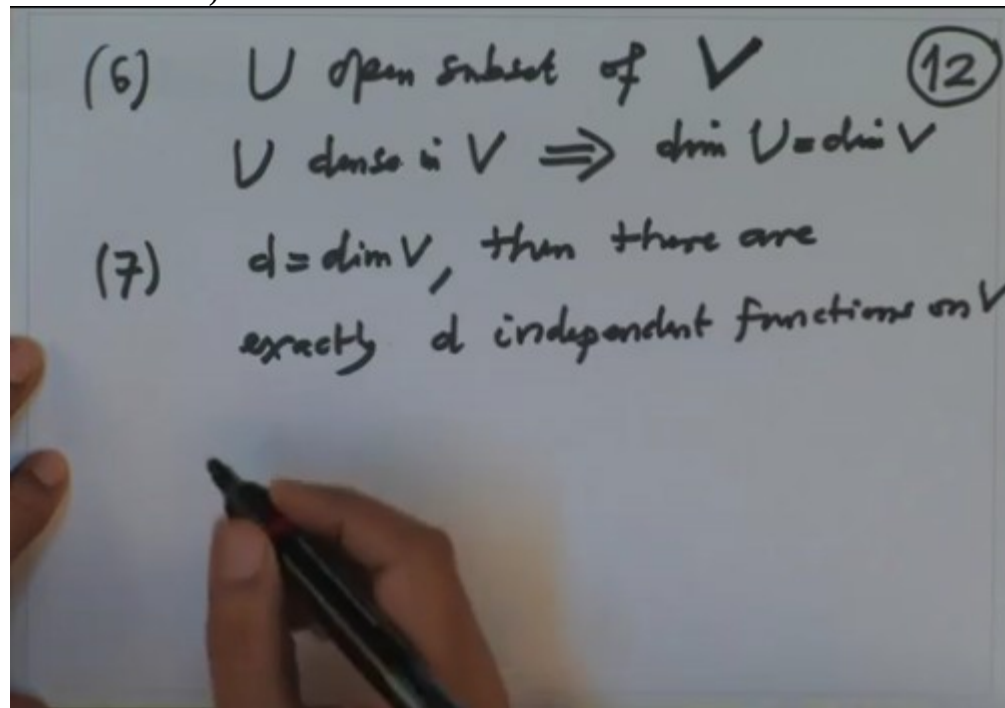 (6) U open subset of V (12)
U dense in V ⇒ dim U = dim V
(7) d = dim V, then there are
exactly d independent functions on V